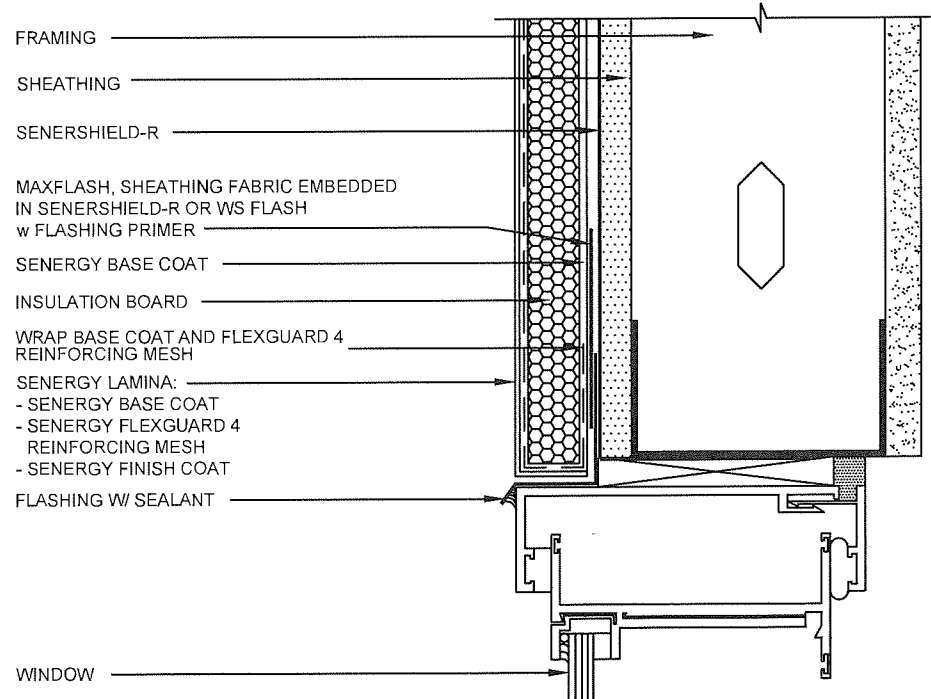 FRAMING
SHEATHING
SENERSHIELD-R
MAXFLASH, SHEATHING FABRIC EMBEDDED
IN SENERSHIELD-R OR WS FLASH
w FLASHING PRIMER
SENERGY BASE COAT
INSULATION BOARD
WRAP BASE COAT AND FLEXGUARD 4
REINFORCING MESH
SENERGY LAMINA:
- SENERGY BASE COAT
- SENERGY FLEXGUARD 4
REINFORCING MESH
- SENERGY FINISH COAT
FLASHING W/ SEALANT
WINDOW